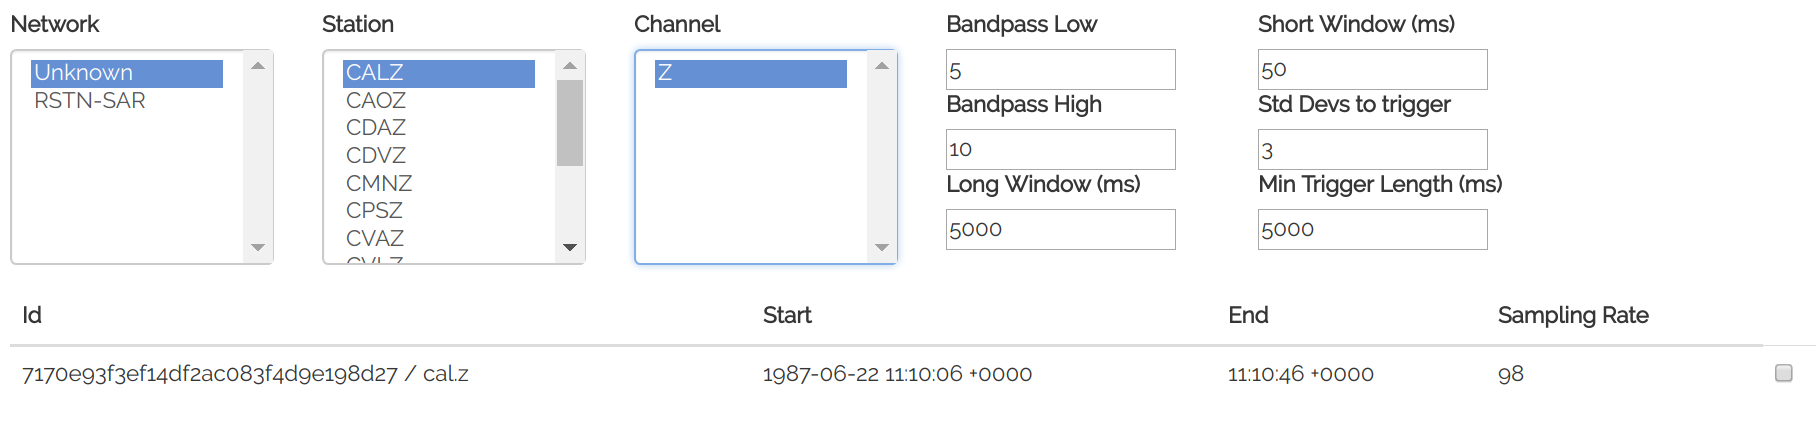 Network
Unknown
RSTN-SAR
Station
CALZ
CAOZ
CDAZ
CDVZ
CMNZ
CPSZ
CVAZ
Channel
Z
Bandpass Low
5
Bandpass High
10
Long Window (ms)
5000
Short Window (ms)
50
Std Devs to trigger
3
Min Trigger Length (ms)
5000
Id Start End Sampling Rate
7170e93f3ef14df2ac083f4d9e198d27 / cal.z 1987-06-22 11:10:06 +0000 11:10:46 +0000 98